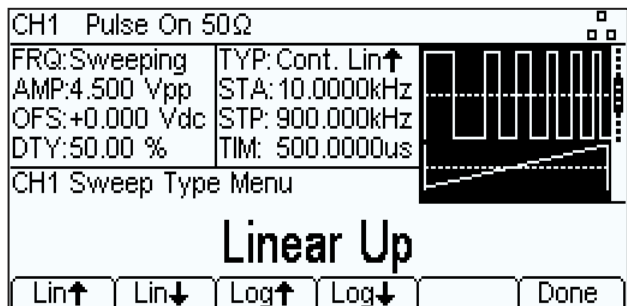 CH1 Pulse On 50Ω
FRQ:Sweeping TYP:Cont. Lin↑
AMP:4.500 Vpp STA:10.0000kHz
OFS:+0.000 Vdc STP:900.000kHz
DTY:50.00 % TIM: 500.0000us
CH1 Sweep Type Menu
Linear Up
Lin↑ Lin↓ Log↑ Log↓ Done